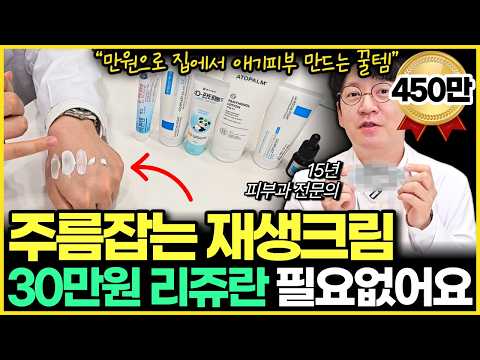 “만원으로 집에서 애기피부 만드는 꿀템”
450만
ATOPALM
PANTHENOL
LOTION
15년
피부과 전문의
주름잡는 재생크림
30만원 리쥬란 필요없어요